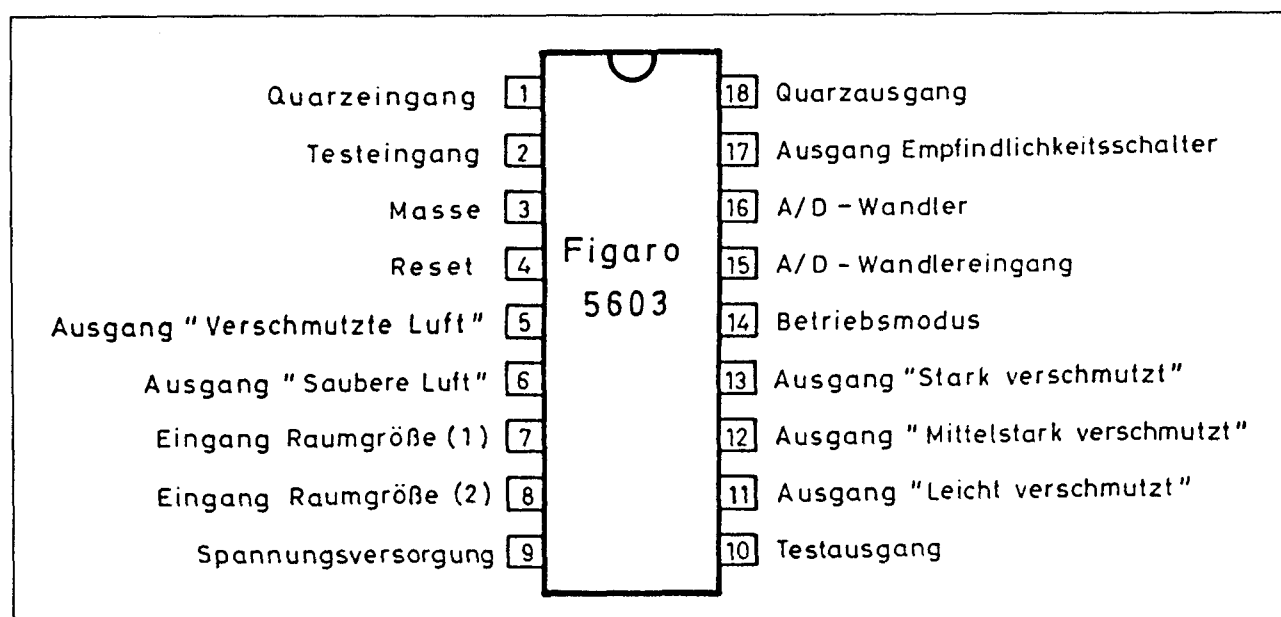 Quarzeingang 1
Testeingang 2
Masse 3
Reset 4
Ausgang "Verschmutzte Luft" 5
Ausgang "Saubere Luft" 6
Eingang Raumgröße (1) 7
Eingang Raumgröße (2) 8
Spannungsversorgung 9
Figaro
5603
18 Quarzausgang
17 Ausgang Empfindlichkeitsschalter
16 A/D - Wandler
15 A/D - Wandlereingang
14 Betriebsmodus
13 Ausgang "Stark verschmutzt"
12 Ausgang "Mittelstark verschmutzt"
11 Ausgang "Leicht verschmutzt"
10 Testausgang